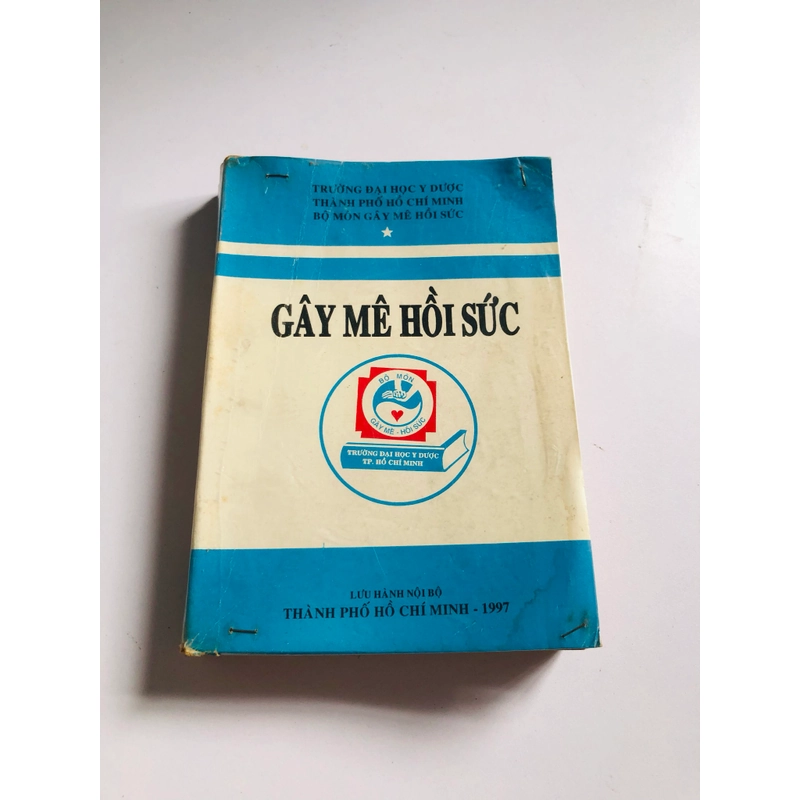 TRƯỜNG ĐẠI HỌC Y DƯỢC
THÀNH PHỐ HỒ CHÍ MINH
BỘ MÔN GÂY MÊ HỒI SỨC
GÂY MÊ HỒI SỨC
BỘ MÔN
GÂY MÊ - HỒI SỨC
TRƯỜNG ĐẠI HỌC Y DƯỢC
TP. HỒ CHÍ MINH
LƯU HÀNH NỘI BỘ
THÀNH PHỐ HỒ CHÍ MINH - 1997